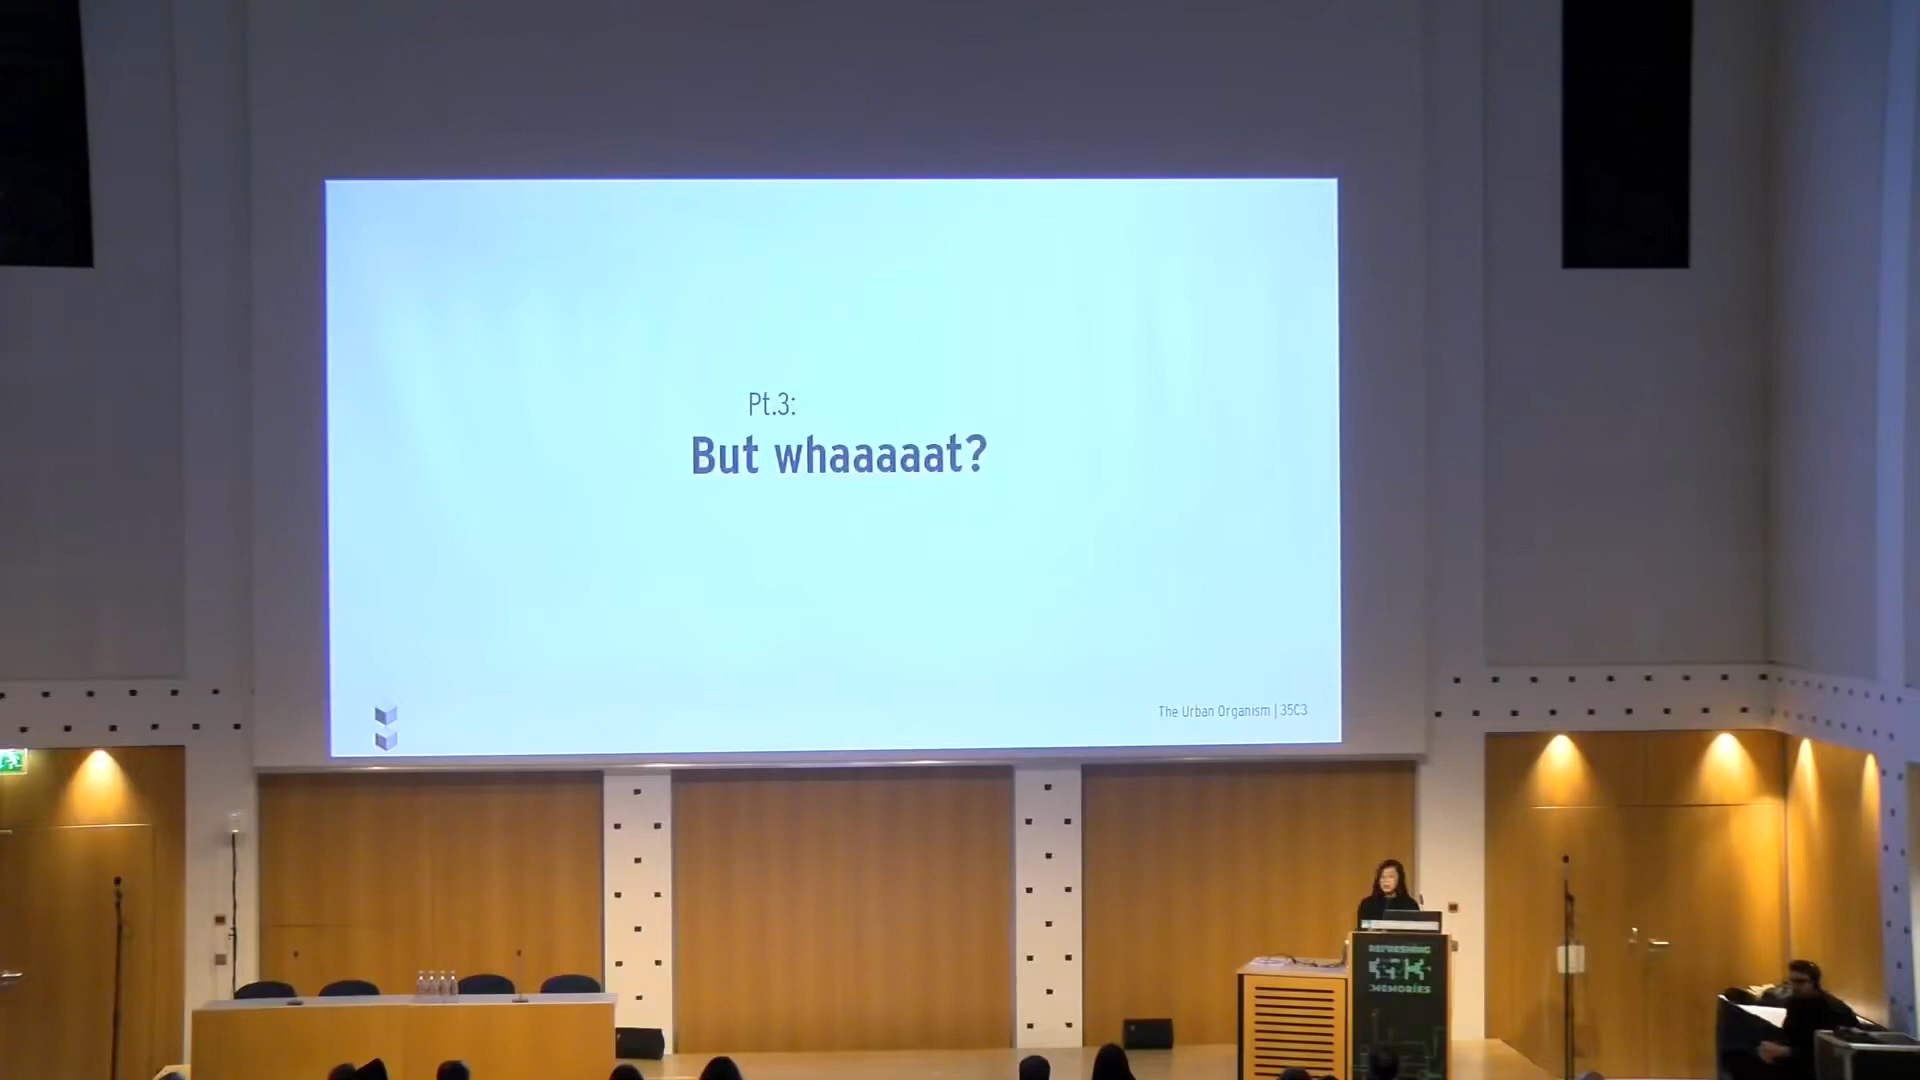 Pt.3:
But whaaaaat?
The Urban Organism | 35C3
REFRESHING
MEMORIES